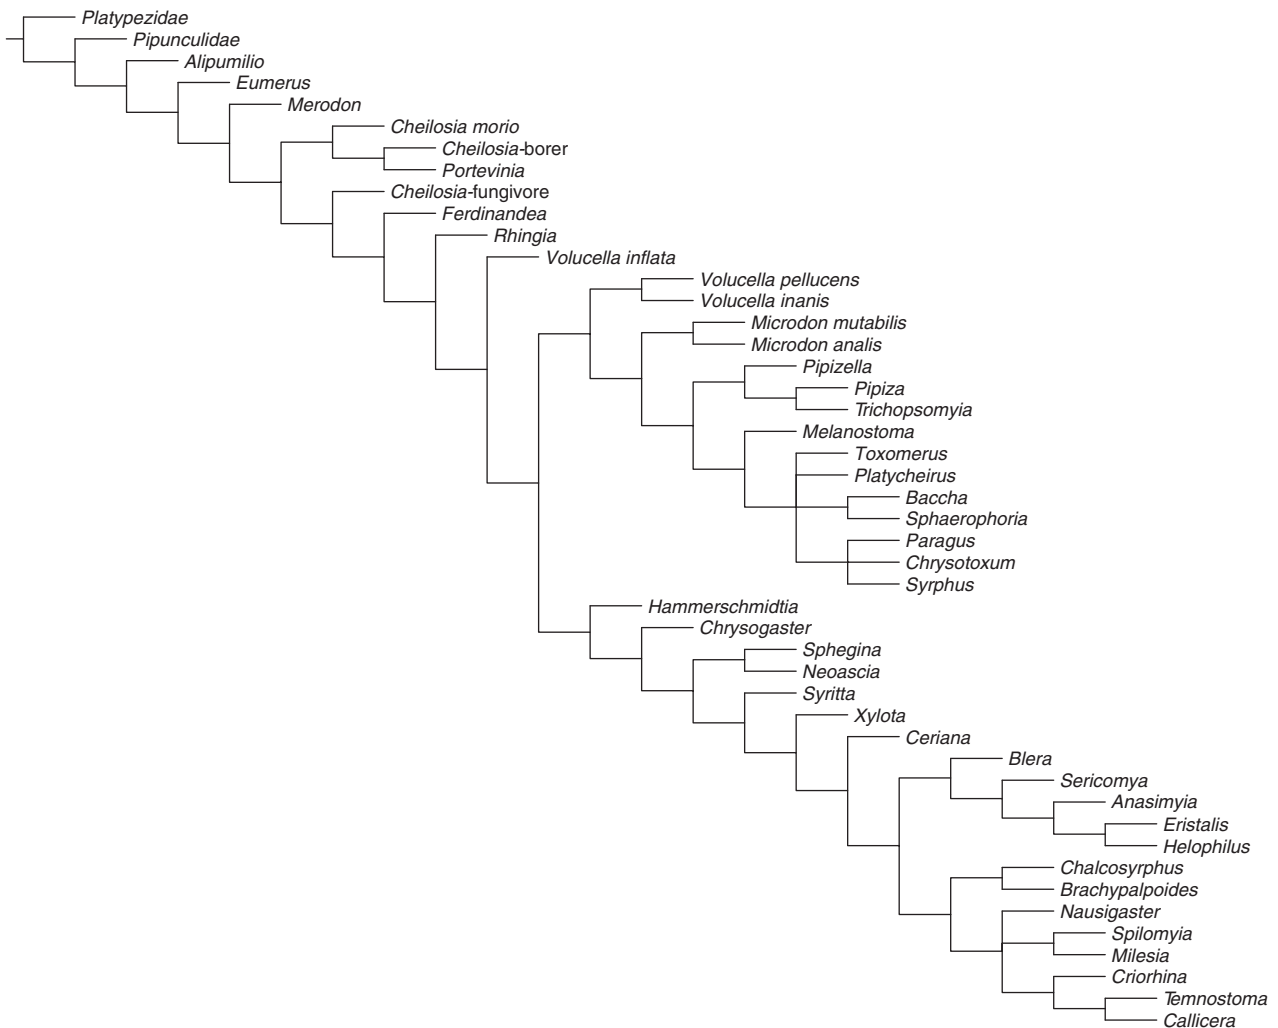 Platypezidae
Pipunculidae
Alipumilio
Eumerus
Merodon
Cheilosia morio
Cheilosia-borer
Portevinia
Cheilosia-fungivore
Ferdinandea
Rhingia
Volucella inflata
Volucella pellucens
Volucella inanis
Microdon mutabilis
Microdon analis
Pipizella
Pipiza
Trichopsomyia
Melanostoma
Toxomerus
Platycheirus
Baccha
Sphaerophoria
Paragus
Chrysotoxum
Syrphus
Hammerschmidtia
Chrysogaster
Sphegina
Neoascia
Syritta
Xylota
Ceriana
Blera
Sericomya
Anasimyia
Eristalis
Helophilus
Chalcosyrphus
Brachypalpoides
Nausigaster
Spilomyia
Milesia
Criorhina
Temnostoma
Callicera